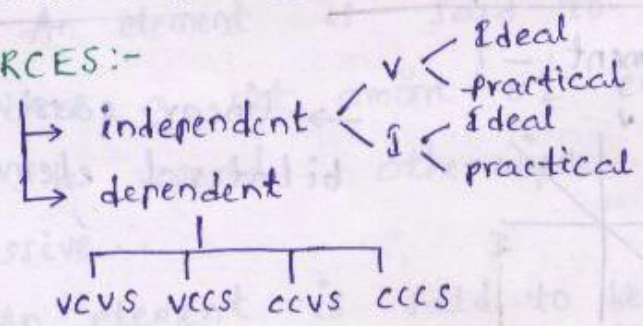 RCES:-
Ideal
V
practical
→ independent
Ideal
I
practical
→ dependent
VCVS VCCS CCVS CCCS